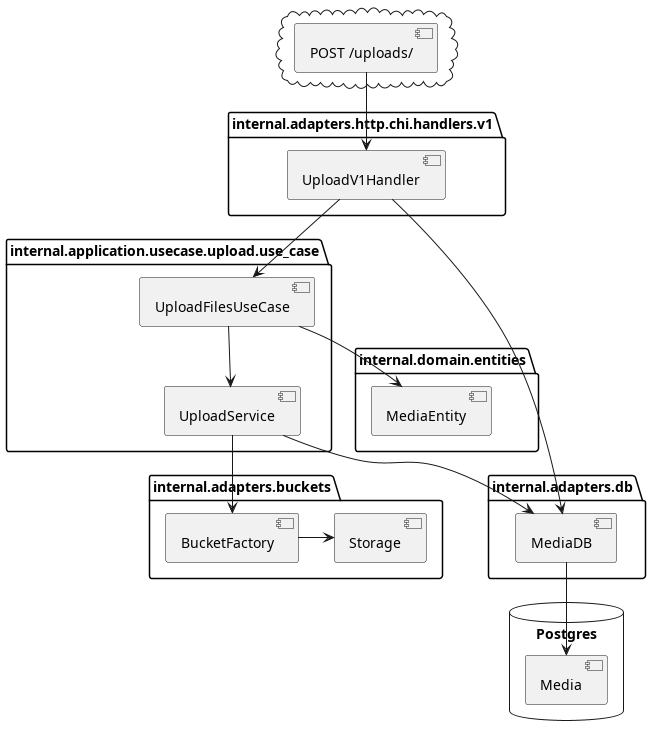 POST /uploads/
internal.adapters.http.chi.handlers.v1
UploadV1Handler
internal.application.usecase.upload.use_case
UploadFilesUseCase
internal.domain.entities
MediaEntity
UploadService
internal.adapters.buckets
BucketFactory
Storage
internal.adapters.db
MediaDB
Postgres
Media